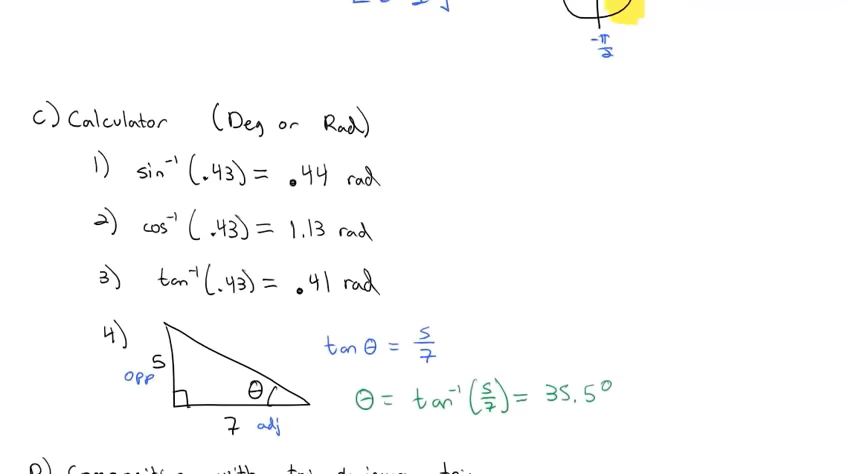 -π/2
C) Calculator (Deg or Rad)
1) sin⁻¹(.43) = .44 rad
2) cos⁻¹(.43) = 1.13 rad
3) tan⁻¹(.43) = .41 rad
4) 5 opp θ 7 adj
tan θ = 5/7
θ = tan⁻¹(5/7) = 35.5°
D) with